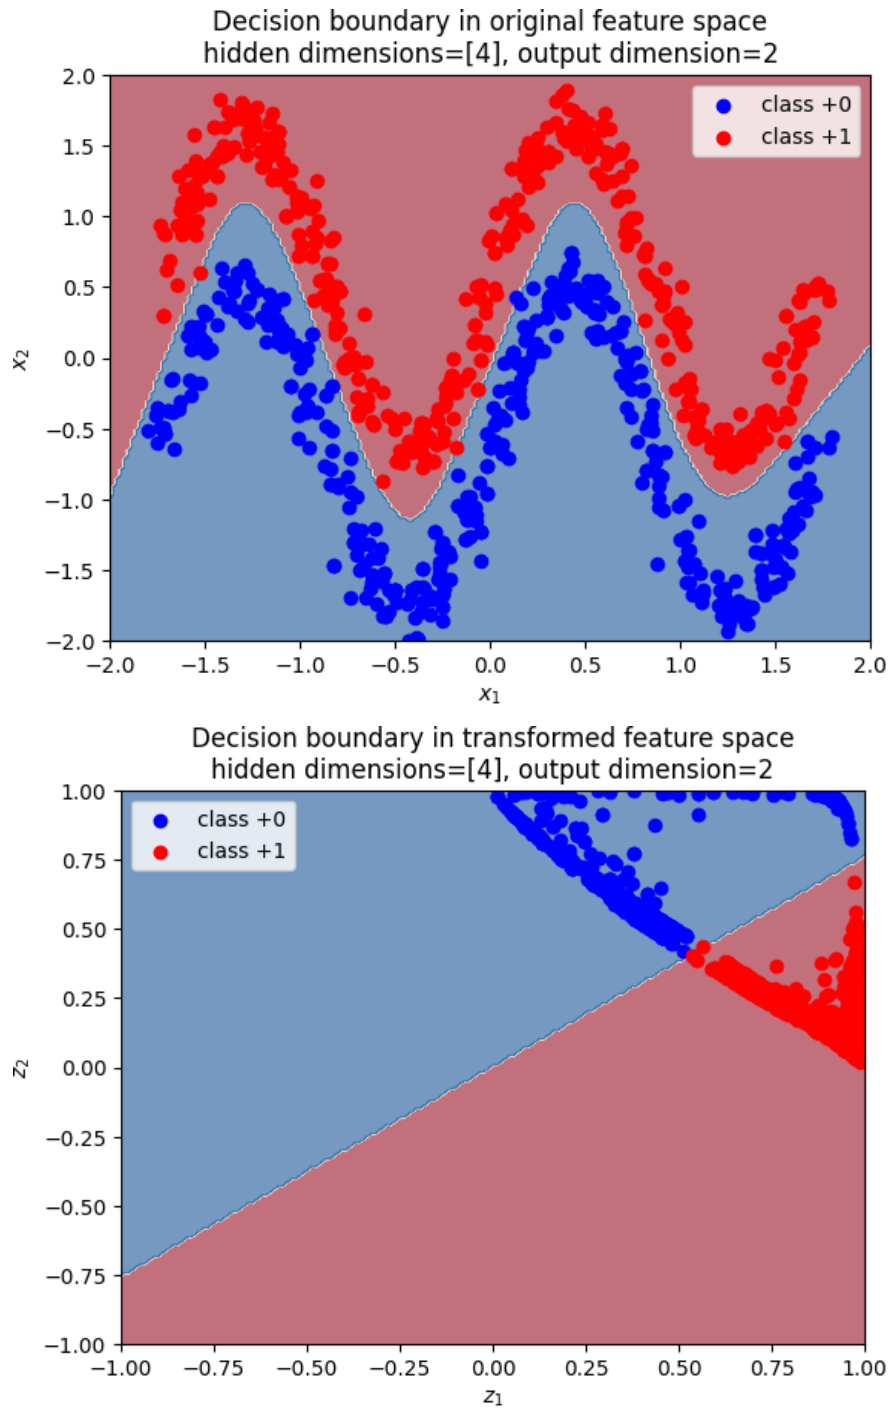 Decision boundary in original feature space
hidden dimensions=[4], output dimension=2
2.0
1.5
1.0
0.5
0.0
−0.5
−1.0
−1.5
−2.0
x₂
class +0
class +1
−2.0 −1.5 −1.0 −0.5 0.0 0.5 1.0 1.5 2.0
x₁
Decision boundary in transformed feature space
hidden dimensions=[4], output dimension=2
1.00
0.75
0.50
0.25
0.00
−0.25
−0.50
−0.75
−1.00
z₂
class +0
class +1
−1.00 −0.75 −0.50 −0.25 0.00 0.25 0.50 0.75 1.00
z₁